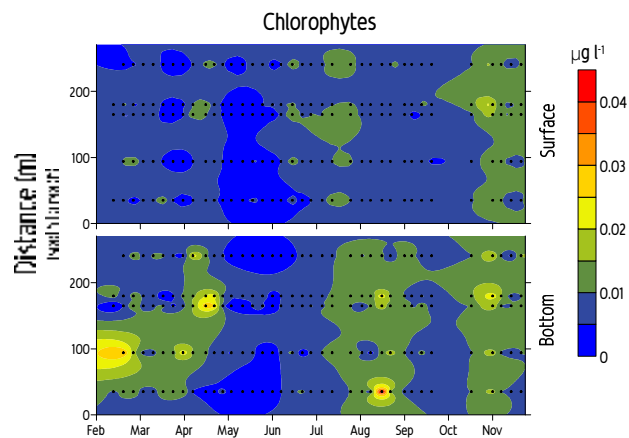 Chlorophytes
µg l⁻¹
0.04
0.03
0.02
0.01
0
Surface
200
100
0
Bottom
200
100
0
Distance (m)
Feb Mar Apr May Jun Jul Aug Sep Oct Nov